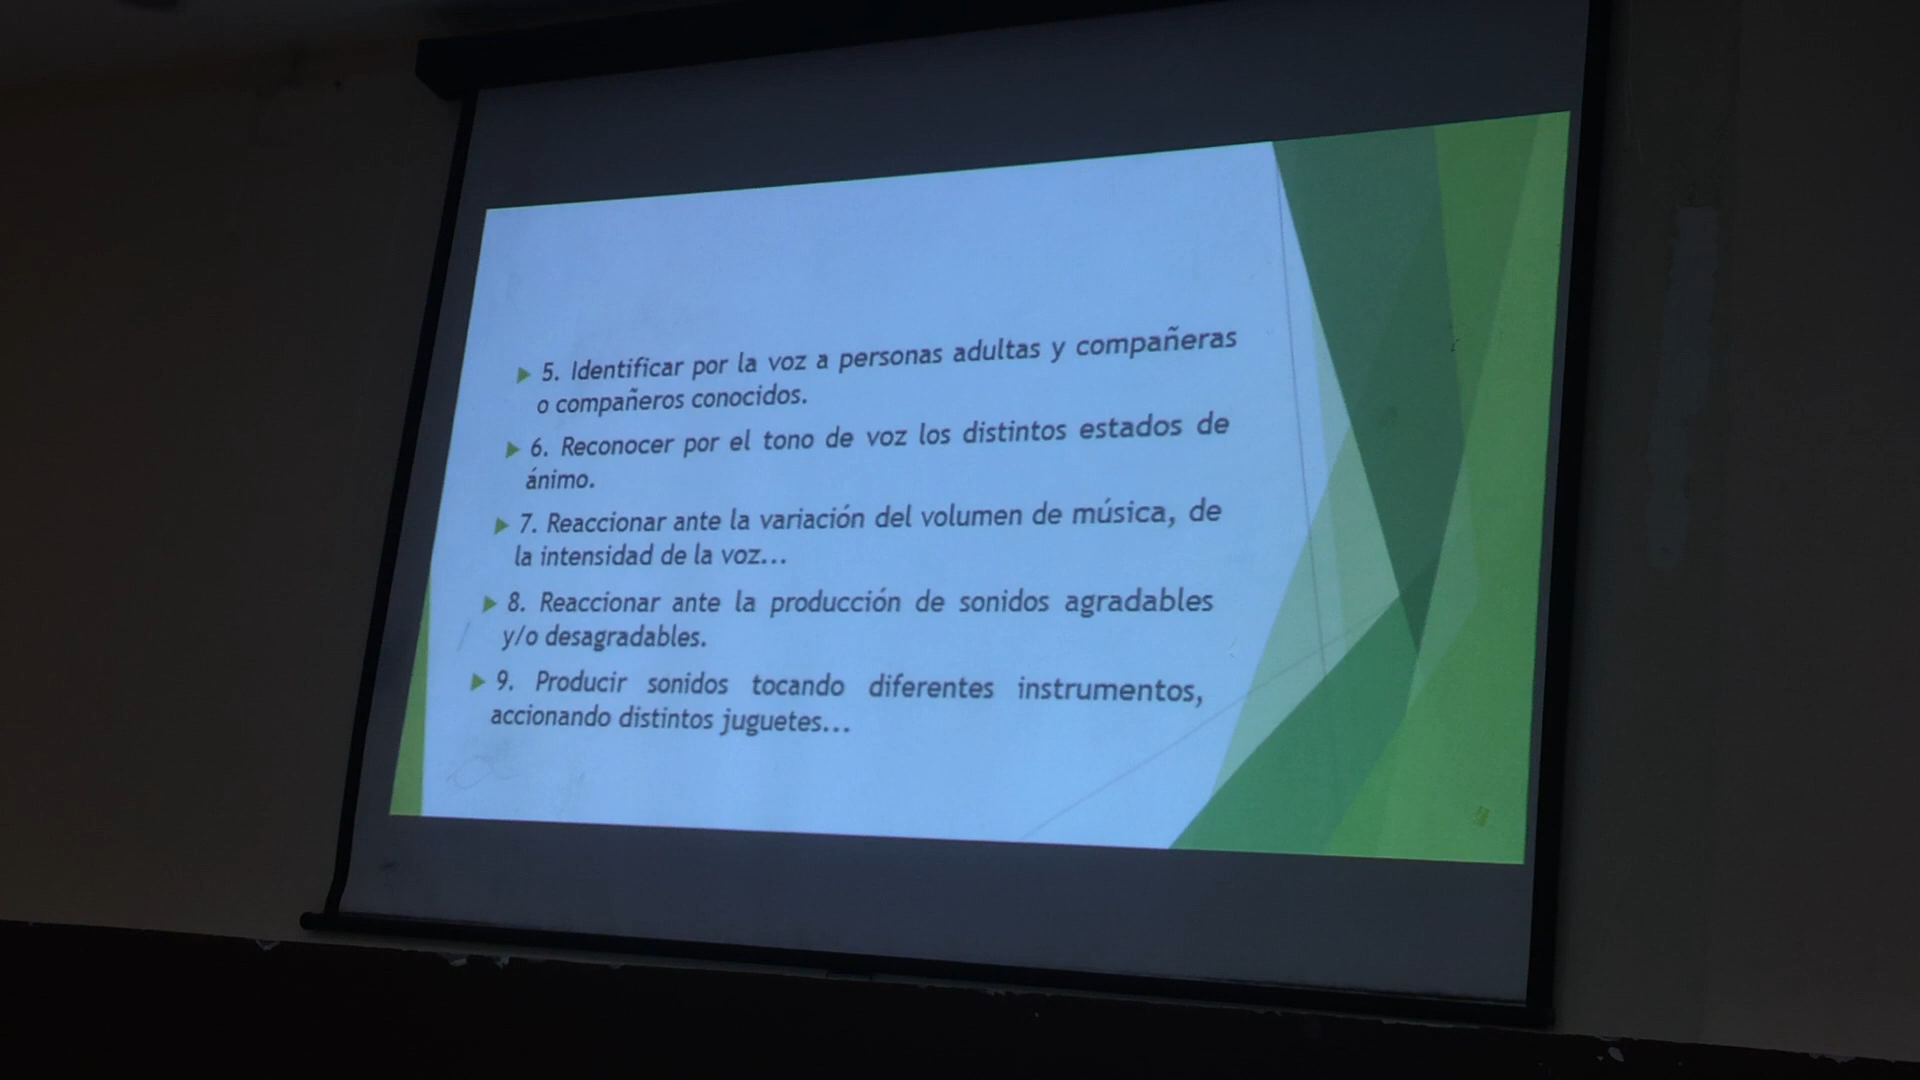 5. Identificar por la voz a personas adultas y compañeras
o compañeros conocidos.
6. Reconocer por el tono de voz los distintos estados de
ánimo.
7. Reaccionar ante la variación del volumen de música, de
la intensidad de la voz...
8. Reaccionar ante la producción de sonidos agradables
y/o desagradables.
9. Producir sonidos tocando diferentes instrumentos,
accionando distintos juguetes...